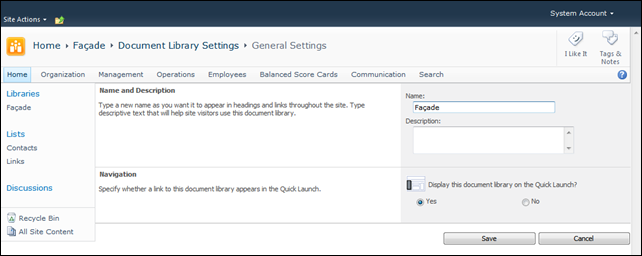 System Account
Site Actions
Home ▸ Façade ▸ Document Library Settings ▸ General Settings
I Like It
Tags & Notes
Home Organization Management Operations Employees Balanced Score Cards Communication Search
Libraries
Façade
Lists
Contacts
Links
Discussions
Recycle Bin
All Site Content
Name and Description
Type a new name as you want it to appear in headings and links throughout the site. Type
descriptive text that will help site visitors use this document library.
Name:
Façade
Description:
Navigation
Specify whether a link to this document library appears in the Quick Launch.
Display this document library on the Quick Launch?
Yes No
Save Cancel